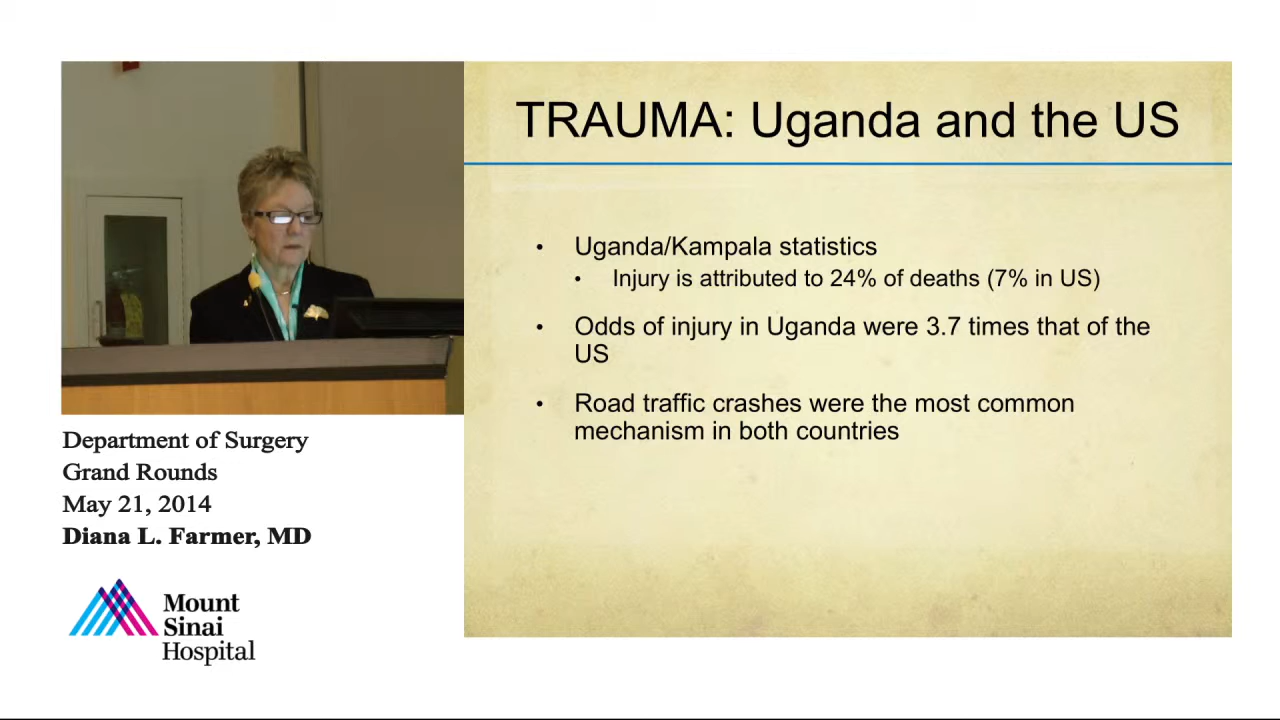 TRAUMA: Uganda and the US
• Uganda/Kampala statistics
• Injury is attributed to 24% of deaths (7% in US)
• Odds of injury in Uganda were 3.7 times that of the
US
• Road traffic crashes were the most common
mechanism in both countries
Department of Surgery
Grand Rounds
May 21, 2014
Diana L. Farmer, MD
Mount
Sinai
Hospital